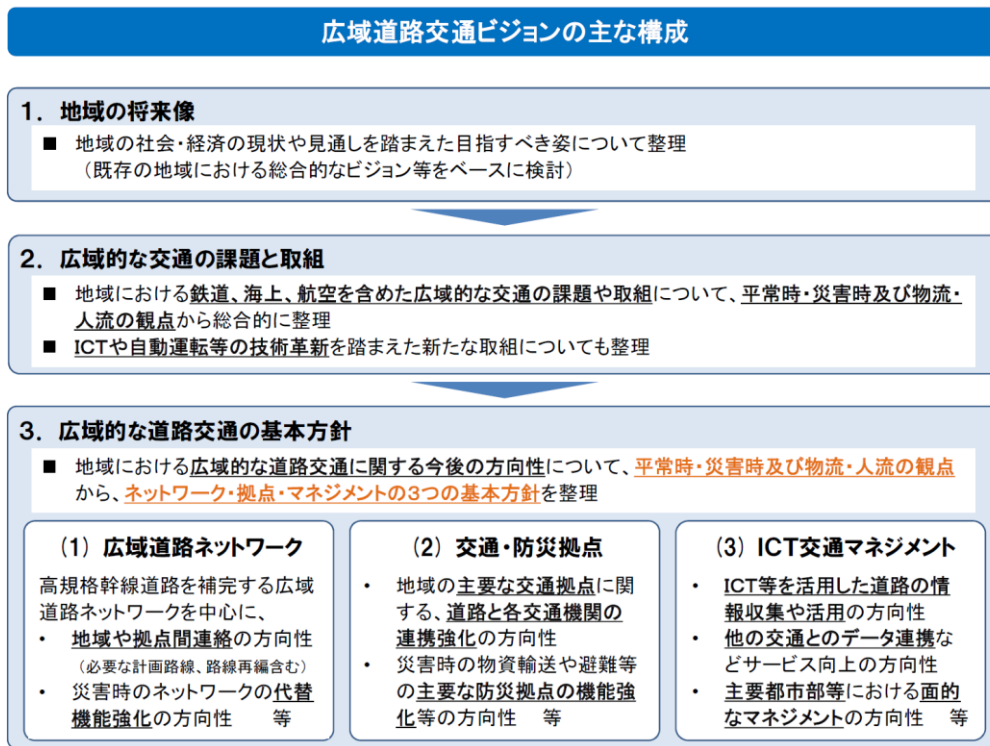 広域道路交通ビジョンの主な構成
1．地域の将来像
■ 地域の社会・経済の現状や見通しを踏まえた目指すべき姿について整理
（既存の地域における総合的なビジョン等をベースに検討）
2．広域的な交通の課題と取組
■ 地域における鉄道、海上、航空を含めた広域的な交通の課題や取組について、平常時・災害時及び物流・
人流の観点から総合的に整理
■ ICTや自動運転等の技術革新を踏まえた新たな取組についても整理
3．広域的な道路交通の基本方針
■ 地域における広域的な道路交通に関する今後の方向性について、平常時・災害時及び物流・人流の観点
から、ネットワーク・拠点・マネジメントの3つの基本方針を整理
（1）広域道路ネットワーク
高規格幹線道路を補完する広域
道路ネットワークを中心に、
・ 地域や拠点間連絡の方向性
（必要な計画路線、路線再編含む）
・ 災害時のネットワークの代替
機能強化の方向性 等
（2）交通・防災拠点
・ 地域の主要な交通拠点に関
する、道路と各交通機関の
連携強化の方向性
・ 災害時の物資輸送や避難等
の主要な防災拠点の機能強
化等の方向性 等
（3）ICT交通マネジメント
・ ICT等を活用した道路の情
報収集や活用の方向性
・ 他の交通とのデータ連携な
どサービス向上の方向性
・ 主要都市部等における面的
なマネジメントの方向性 等